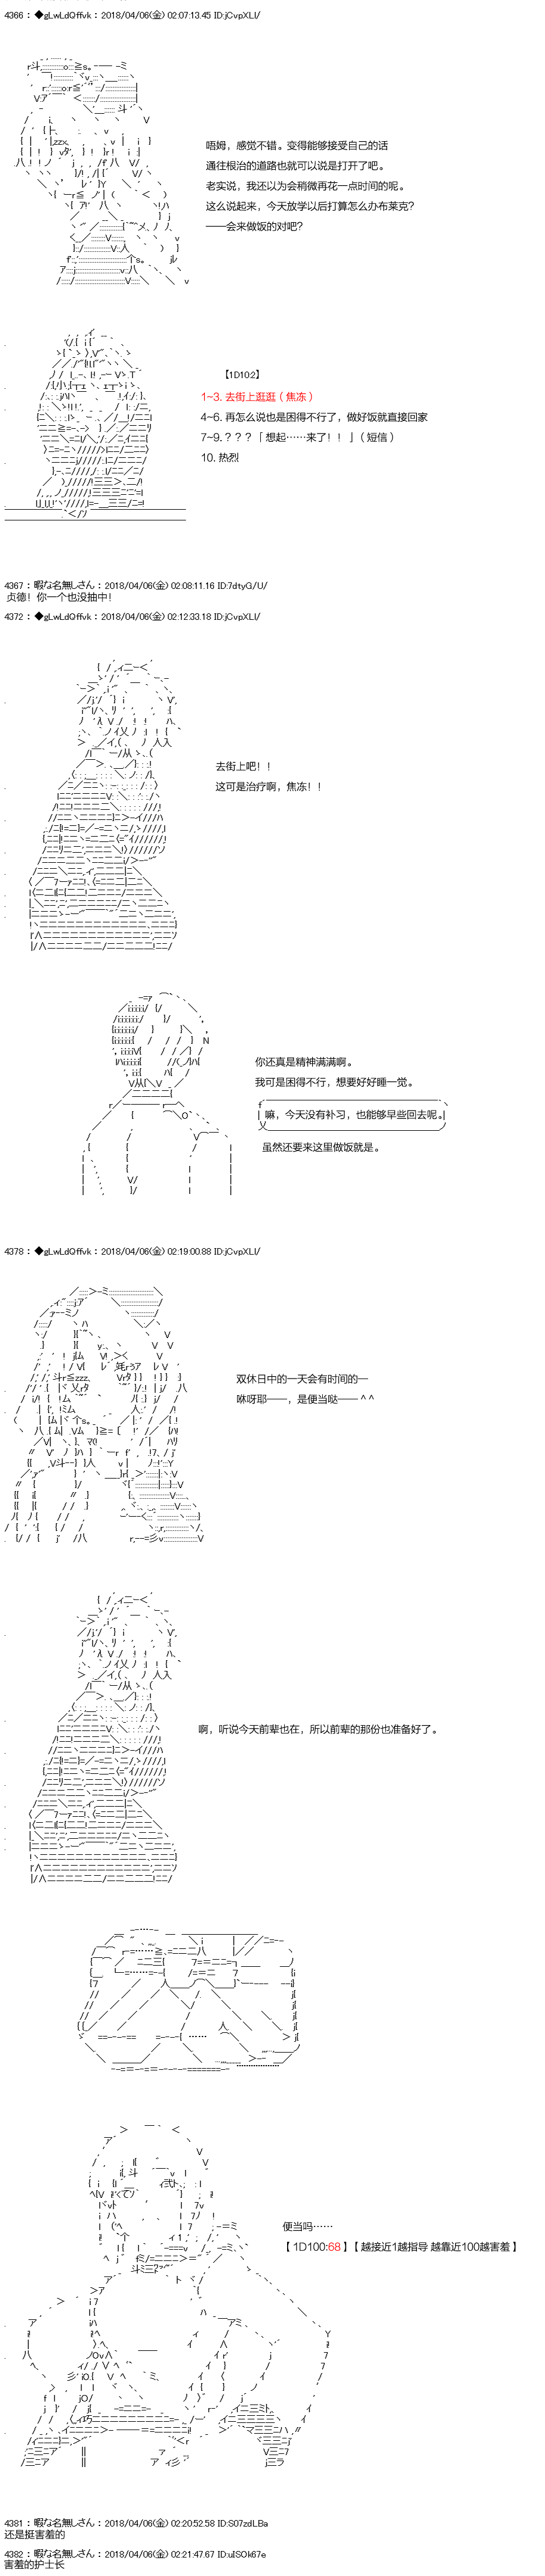 4366 : ◆gLwLdQffvk : 2018/04/06(金) 02:07:13.45 ID:jCvpXLI/
唔姆，感觉不错。变得能够接受自己的话
通往根治的道路也就可以说是打开了吧。
老实说，我还以为会稍微再花一点时间的呢。
这么说起来，今天放学以后打算怎么办布莱克？
——会来做饭的对吧？
【1D10:2】
1~3. 去街上逛逛（焦冻）
4~6. 再怎么说也是困得不行了，做好饭就直接回家
7~9. ？？？「想起……来了！！」（短信）
10. 热烈
4367 : 暇な名無しさん : 2018/04/06(金) 02:08:11.16 ID:7dtyG/U/
贞德！你一个也没抽中！
4372 : ◆gLwLdQffvk : 2018/04/06(金) 02:12:33.18 ID:jCvpXLI/
去街上吧！！
这可是治疗啊，焦冻！！
你还真是精神满满啊。
我可是困得不行，想要好好睡一觉。
嘛，今天没有补习，也能够早些回去呢。
虽然还要来这里做饭就是。
4378 : ◆gLwLdQffvk : 2018/04/06(金) 02:19:00.88 ID:jCvpXLI/
双休日中的一天会有时间的—
咻呀耶——，是便当哒——＾＾
啊，听说今天前辈也在，所以前辈的那份也准备好了。
便当吗……
【1D100:68】【越接近1越指导 越靠近100越害羞】
4381 : 暇な名無しさん : 2018/04/06(金) 02:20:52.58 ID:S07zdLBa
还是挺害羞的
4382 : 暇な名無しさん : 2018/04/06(金) 02:21:47.67 ID:uISOk67e
害羞的护士长